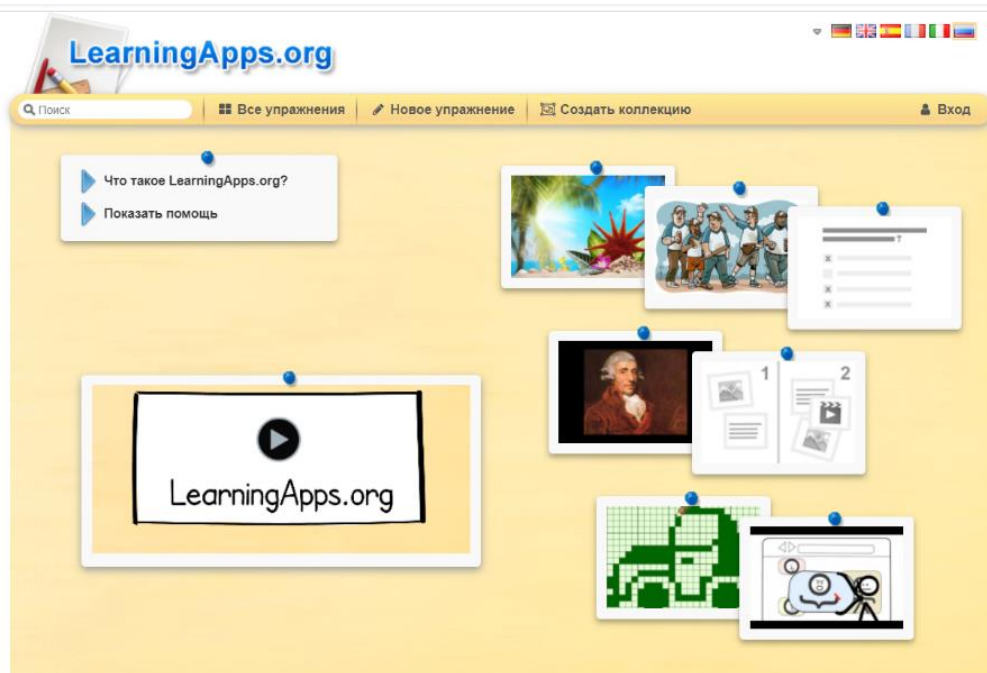 LearningApps.org
Поиск
Все упражнения
Новое упражнение
Создать коллекцию
Вход
Что такое LearningApps.org?
Показать помощь
?
1
2
LearningApps.org